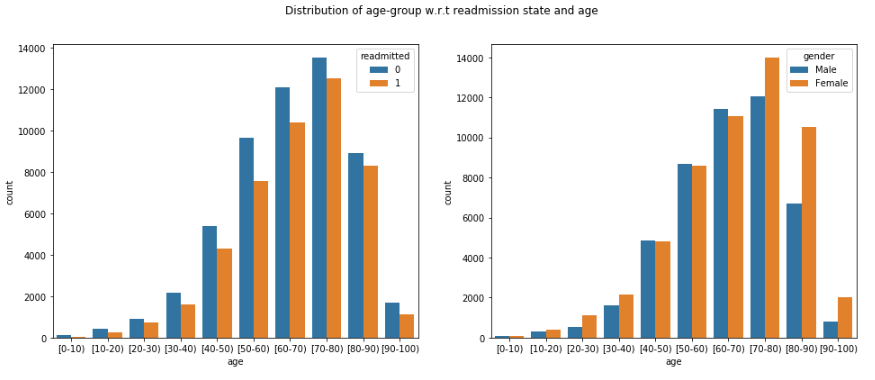 Distribution of age-group w.r.t readmission state and age
14000
12000
10000
8000
6000
4000
2000
0
count
[0-10) [10-20) [20-30) [30-40) [40-50) [50-60) [60-70) [70-80) [80-90) [90-100)
age
readmitted
0
1
14000
12000
10000
8000
6000
4000
2000
0
count
[0-10) [10-20) [20-30) [30-40) [40-50) [50-60) [60-70) [70-80) [80-90) [90-100)
age
gender
Male
Female